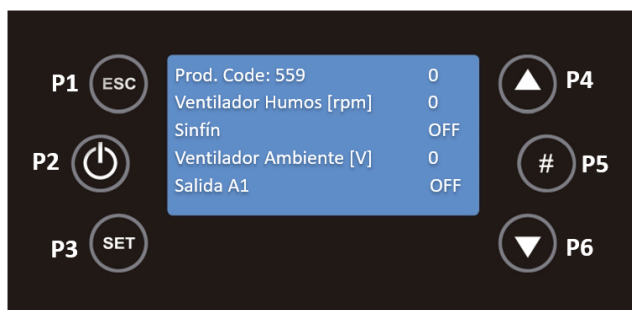 P1 ESC
P2
P3 SET
Prod. Code: 559 0
Ventilador Humos [rpm] 0
Sinfín OFF
Ventilador Ambiente [V] 0
Salida A1 OFF
P4
# P5
P6